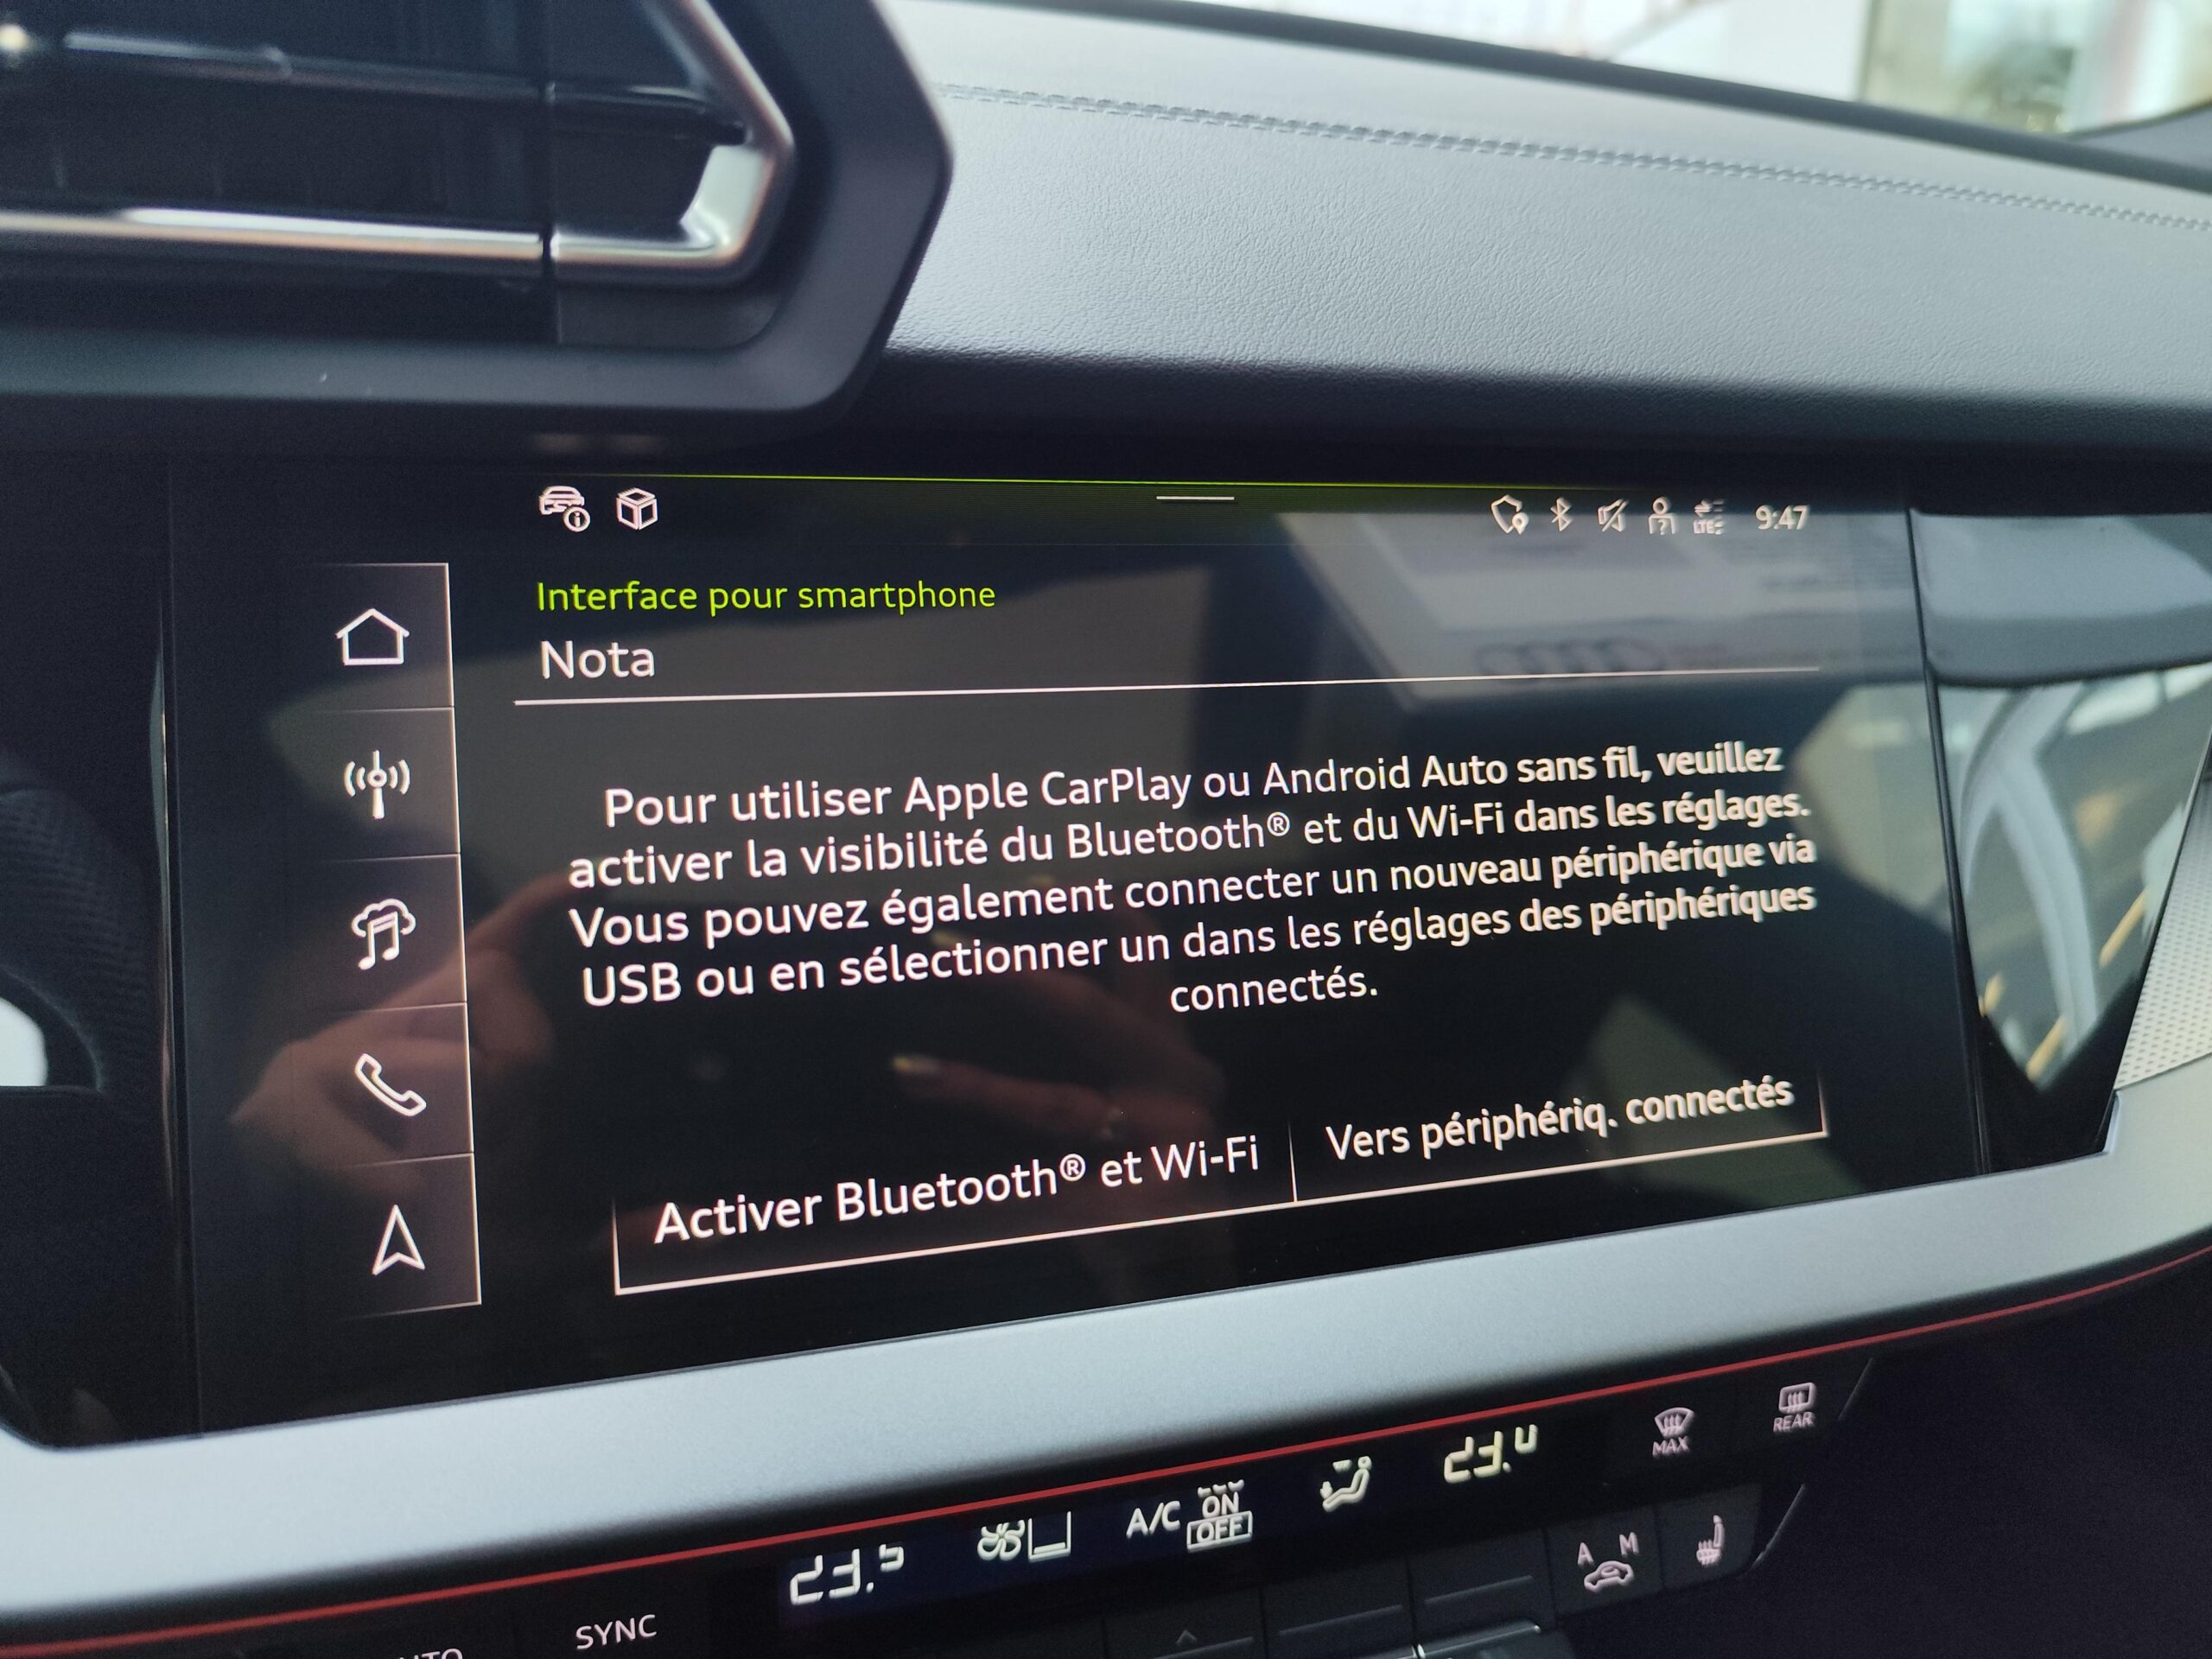 LTE
9:47
Interface pour smartphone
Nota
Pour utiliser Apple CarPlay ou Android Auto sans fil, veuillez
activer la visibilité du Bluetooth® et du Wi-Fi dans les réglages.
Vous pouvez également connecter un nouveau périphérique via
USB ou en sélectionner un dans les réglages des périphériques
connectés.
Activer Bluetooth® et Wi-Fi
Vers périphériq. connectés
MAX
REAR
A/C ON
OFF
A M
SYNC